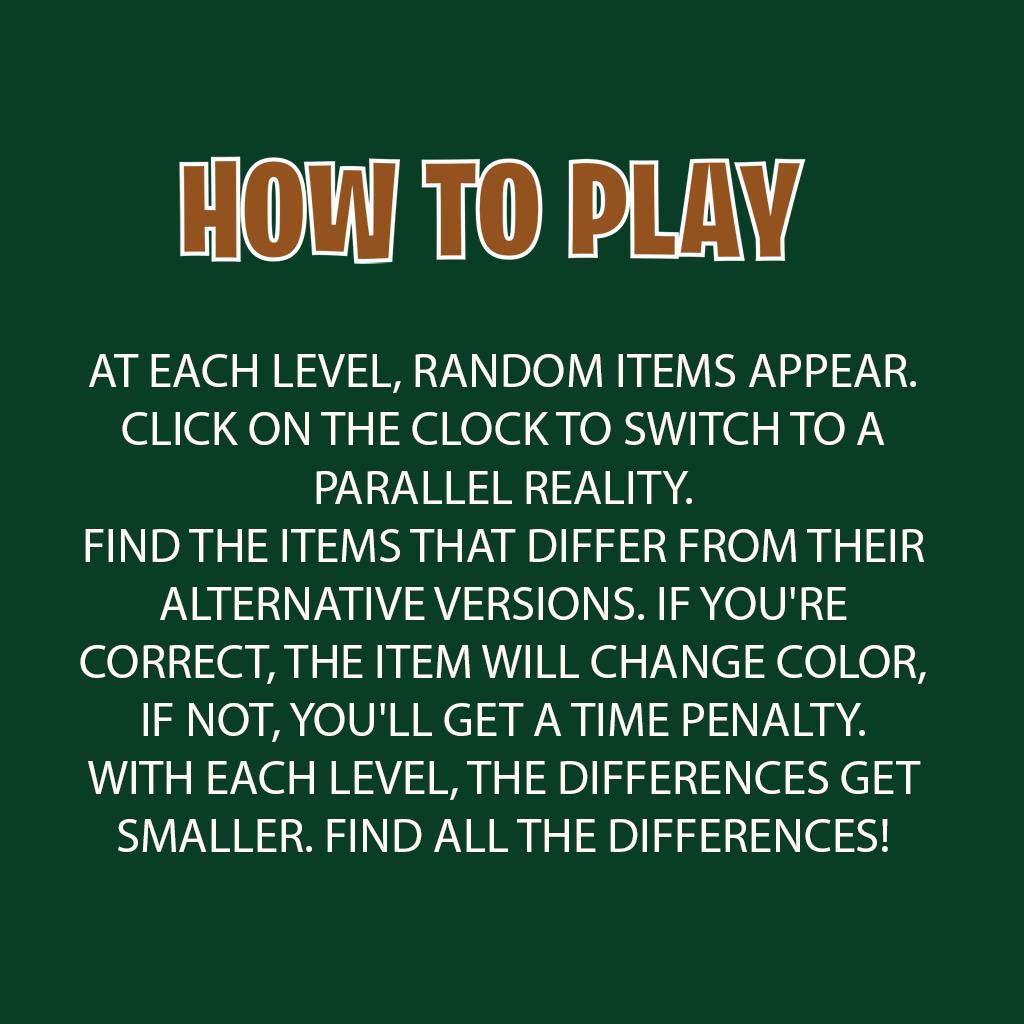 HOW TO PLAY
AT EACH LEVEL, RANDOM ITEMS APPEAR.
CLICK ON THE CLOCK TO SWITCH TO A
PARALLEL REALITY.
FIND THE ITEMS THAT DIFFER FROM THEIR
ALTERNATIVE VERSIONS. IF YOU'RE
CORRECT, THE ITEM WILL CHANGE COLOR,
IF NOT, YOU'LL GET A TIME PENALTY.
WITH EACH LEVEL, THE DIFFERENCES GET
SMALLER. FIND ALL THE DIFFERENCES!